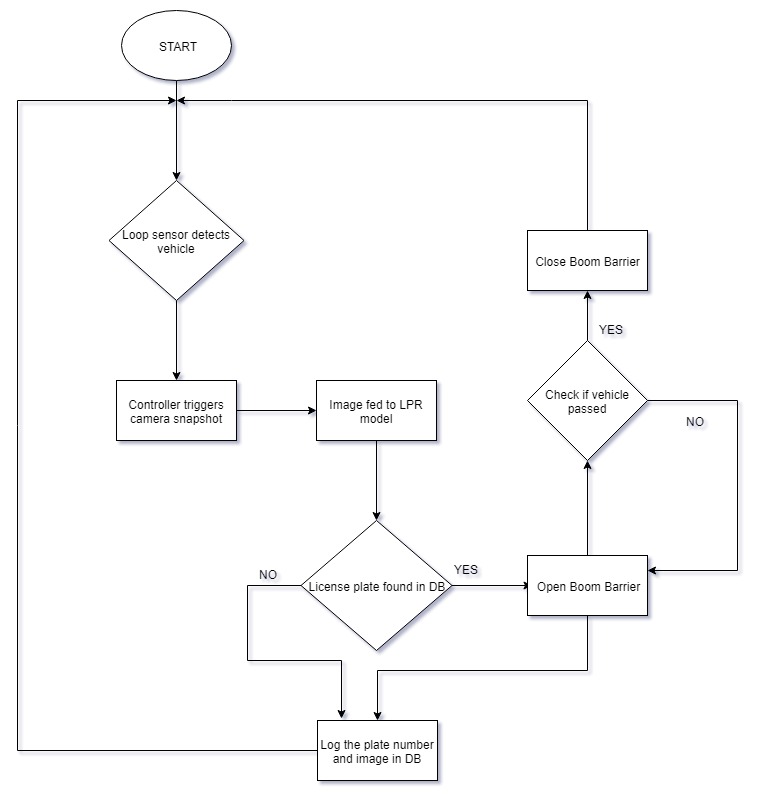 START
Loop sensor detects
vehicle
Close Boom Barrier
YES
Check if vehicle
passed
NO
Controller triggers
camera snapshot
Image fed to LPR
model
NO
License plate found in DB
YES
Open Boom Barrier
Log the plate number
and image in DB